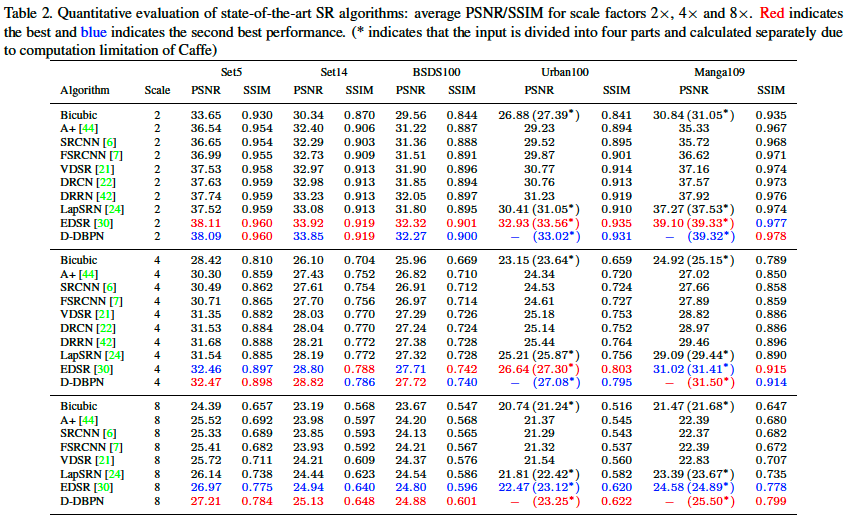 Table 2. Quantitative evaluation of state-of-the-art SR algorithms: average PSNR/SSIM for scale factors 2×, 4× and 8×. Red indicates
the best and blue indicates the second best performance. (* indicates that the input is divided into four parts and calculated separately due
to computation limitation of Caffe)
Set5 Set14 BSDS100 Urban100 Manga109
Algorithm Scale PSNR SSIM PSNR SSIM PSNR SSIM PSNR SSIM PSNR SSIM
Bicubic 2 33.65 0.930 30.34 0.870 29.56 0.844 26.88 (27.39*) 0.841 30.84 (31.05*) 0.935
A+ [44] 2 36.54 0.954 32.40 0.906 31.22 0.887 29.23 0.894 35.33 0.967
SRCNN [6] 2 36.65 0.954 32.29 0.903 31.36 0.888 29.52 0.895 35.72 0.968
FSRCNN [7] 2 36.99 0.955 32.73 0.909 31.51 0.891 29.87 0.901 36.62 0.971
VDSR [21] 2 37.53 0.958 32.97 0.913 31.90 0.896 30.77 0.914 37.16 0.974
DRCN [22] 2 37.63 0.959 32.98 0.913 31.85 0.894 30.76 0.913 37.57 0.973
DRRN [42] 2 37.74 0.959 33.23 0.913 32.05 0.897 31.23 0.919 37.92 0.976
LapSRN [24] 2 37.52 0.959 33.08 0.913 31.80 0.895 30.41 (31.05*) 0.910 37.27 (37.53*) 0.974
EDSR [30] 2 38.11 0.960 33.92 0.919 32.32 0.901 32.93 (33.56*) 0.935 39.10 (39.33*) 0.977
D-DBPN 2 38.09 0.960 33.85 0.919 32.27 0.900 − (33.02*) 0.931 − (39.32*) 0.978
Bicubic 4 28.42 0.810 26.10 0.704 25.96 0.669 23.15 (23.64*) 0.659 24.92 (25.15*) 0.789
A+ [44] 4 30.30 0.859 27.43 0.752 26.82 0.710 24.34 0.720 27.02 0.850
SRCNN [6] 4 30.49 0.862 27.61 0.754 26.91 0.712 24.53 0.724 27.66 0.858
FSRCNN [7] 4 30.71 0.865 27.70 0.756 26.97 0.714 24.61 0.727 27.89 0.859
VDSR [21] 4 31.35 0.882 28.03 0.770 27.29 0.726 25.18 0.753 28.82 0.886
DRCN [22] 4 31.53 0.884 28.04 0.770 27.24 0.724 25.14 0.752 28.97 0.886
DRRN [42] 4 31.68 0.888 28.21 0.772 27.38 0.728 25.44 0.764 29.46 0.896
LapSRN [24] 4 31.54 0.885 28.19 0.772 27.32 0.728 25.21 (25.87*) 0.756 29.09 (29.44*) 0.890
EDSR [30] 4 32.46 0.897 28.80 0.788 27.71 0.742 26.64 (27.30*) 0.803 31.02 (31.41*) 0.915
D-DBPN 4 32.47 0.898 28.82 0.786 27.72 0.740 − (27.08*) 0.795 − (31.50*) 0.914
Bicubic 8 24.39 0.657 23.19 0.568 23.67 0.547 20.74 (21.24*) 0.516 21.47 (21.68*) 0.647
A+ [44] 8 25.52 0.692 23.98 0.597 24.20 0.568 21.37 0.545 22.39 0.680
SRCNN [6] 8 25.33 0.689 23.85 0.593 24.13 0.565 21.29 0.543 22.37 0.682
FSRCNN [7] 8 25.41 0.682 23.93 0.592 24.21 0.567 21.32 0.537 22.39 0.672
VDSR [21] 8 25.72 0.711 24.21 0.609 24.37 0.576 21.54 0.560 22.83 0.707
LapSRN [24] 8 26.14 0.738 24.44 0.623 24.54 0.586 21.81 (22.42*) 0.582 23.39 (23.67*) 0.735
EDSR [30] 8 26.97 0.775 24.94 0.640 24.80 0.596 22.47 (23.12*) 0.620 24.58 (24.89*) 0.778
D-DBPN 8 27.21 0.784 25.13 0.648 24.88 0.601 − (23.25*) 0.622 − (25.50*) 0.799